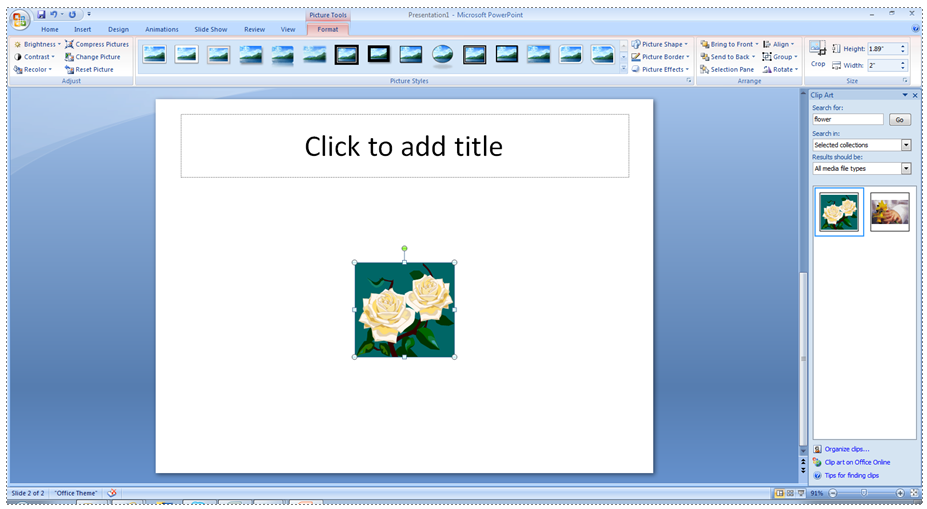 Picture Tools
Presentation1 - Microsoft PowerPoint
Home Insert Design Animations Slide Show Review View Format
Brightness
Contrast
Recolor
Compress Pictures
Change Picture
Reset Picture
Adjust
Picture Styles
Picture Shape
Picture Border
Picture Effects
Bring to Front
Send to Back
Selection Pane
Align
Group
Rotate
Arrange
Crop
Height: 1.89"
Width: 2"
Size
Click to add title
Clip Art
Search for:
flower
Go
Search in:
Selected collections
Results should be:
All media file types
Organize clips...
Clip art on Office Online
Tips for finding clips
Slide 2 of 2
"Office Theme"
91%